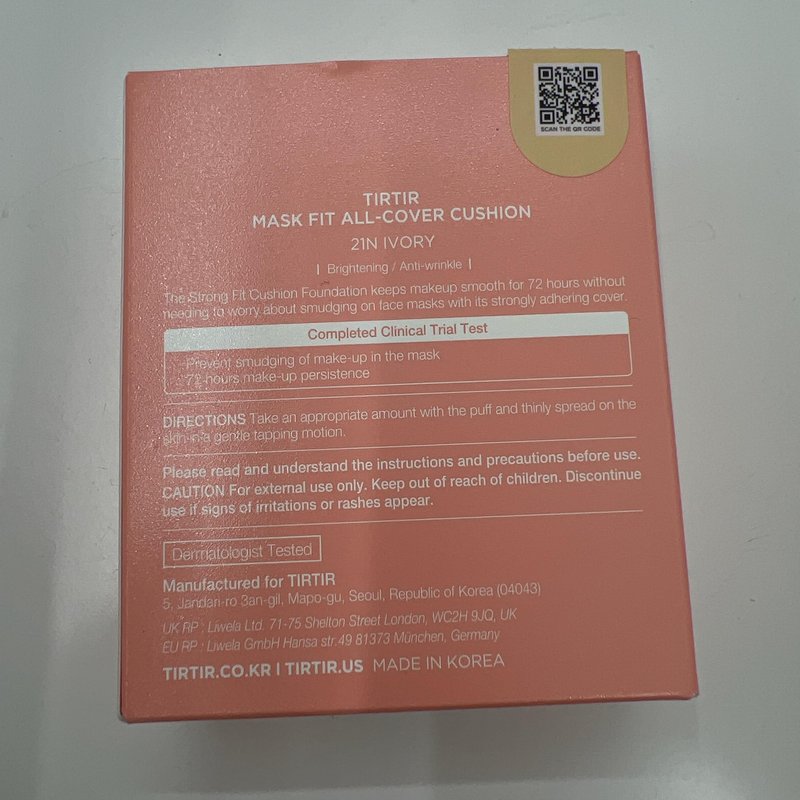 SCAN THE QR CODE
TIRTIR
MASK FIT ALL-COVER CUSHION
21N IVORY
| Brightening / Anti-wrinkle |
The Strong Fit Cushion Foundation keeps makeup smooth for 72 hours without
needing to worry about smudging on face masks with its strongly adhering cover.
Completed Clinical Trial Test
Prevent smudging of make-up in the mask
72 hours make-up persistence
DIRECTIONS Take an appropriate amount with the puff and thinly spread on the
skin in a gentle tapping motion.
Please read and understand the instructions and precautions before use.
CAUTION For external use only. Keep out of reach of children. Discontinue
use if signs of irritations or rashes appear.
Dermatologist Tested
Manufactured for TIRTIR
5, Jandari-ro 3an-gil, Mapo-gu, Seoul, Republic of Korea (04043)
UK RP : Liwela Ltd. 71-75 Shelton Street London, WC2H 9JQ, UK
EU RP : Liwela GmbH Hansa str.49 81373 München, Germany
TIRTIR.CO.KR | TIRTIR.US MADE IN KOREA